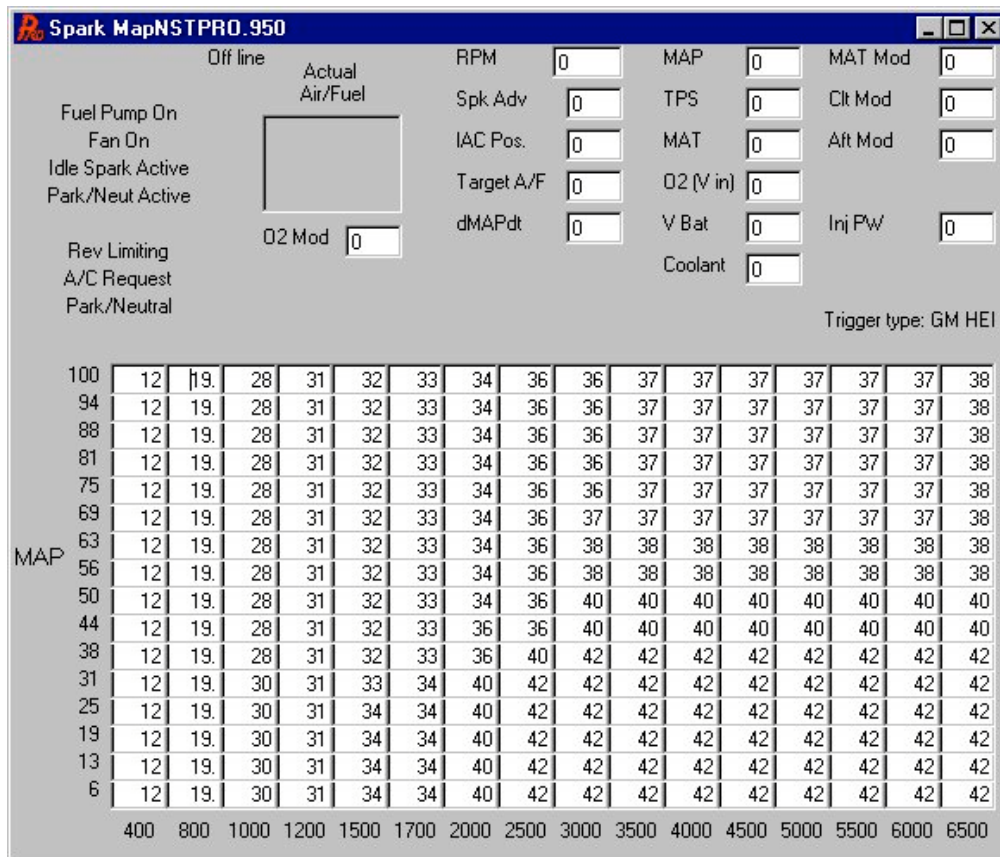 Pro Spark MapNSTPRO.950
Off line
Actual
Air/Fuel
RPM 0 MAP 0 MAT Mod 0
Fuel Pump On
Spk Adv 0 TPS 0 Clt Mod 0
Fan On
IAC Pos. 0 MAT 0 Aft Mod 0
Idle Spark Active
Target A/F 0 O2 (V in) 0
Park/Neut Active
O2 Mod 0
dMAPdt 0 V Bat 0 Inj PW 0
Rev Limiting
Coolant 0
A/C Request
Park/Neutral
Trigger type: GM HEI
100 12 19. 28 31 32 33 34 36 36 37 37 37 37 37 37 38
94 12 19. 28 31 32 33 34 36 36 37 37 37 37 37 37 38
88 12 19. 28 31 32 33 34 36 36 37 37 37 37 37 37 38
81 12 19. 28 31 32 33 34 36 36 37 37 37 37 37 37 38
75 12 19. 28 31 32 33 34 36 36 37 37 37 37 37 37 38
69 12 19. 28 31 32 33 34 36 37 37 37 37 37 37 37 38
63 12 19. 28 31 32 33 34 36 38 38 38 38 38 38 38 38
MAP
56 12 19. 28 31 32 33 34 36 38 38 38 38 38 38 38 38
50 12 19. 28 31 32 33 34 36 40 40 40 40 40 40 40 40
44 12 19. 28 31 32 33 36 36 40 40 40 40 40 40 40 40
38 12 19. 28 31 32 33 36 40 42 42 42 42 42 42 42 42
31 12 19. 30 31 33 34 40 42 42 42 42 42 42 42 42 42
25 12 19. 30 31 34 34 40 42 42 42 42 42 42 42 42 42
19 12 19. 30 31 34 34 40 42 42 42 42 42 42 42 42 42
13 12 19. 30 31 34 34 40 42 42 42 42 42 42 42 42 42
6 12 19. 30 31 34 34 40 42 42 42 42 42 42 42 42 42
400 800 1000 1200 1500 1700 2000 2500 3000 3500 4000 4500 5000 5500 6000 6500